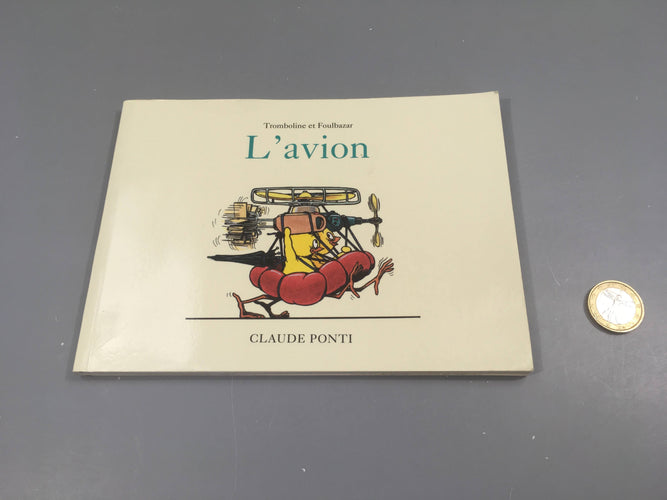 Tromboline et Foulbazar
L'avion
CLAUDE PONTI